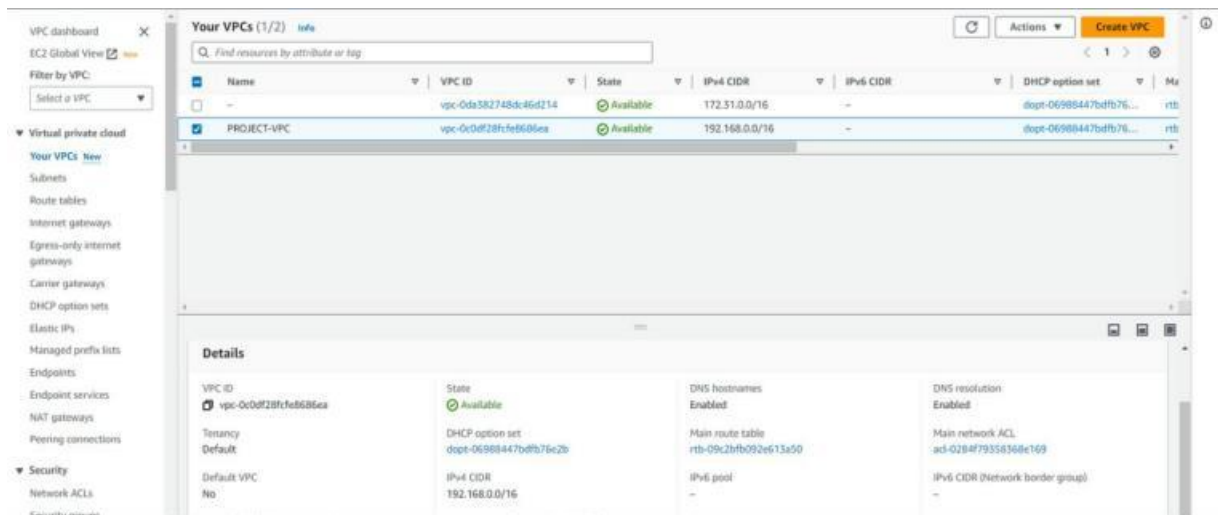 VPC dashboard
EC2 Global View New
Filter by VPC:
Select a VPC
Virtual private cloud
Your VPCs New
Subnets
Route tables
Internet gateways
Egress-only internet
gateways
Carrier gateways
DHCP option sets
Elastic IPs
Managed prefix lists
Endpoints
Endpoint services
NAT gateways
Peering connections
Security
Network ACLs
Your VPCs (1/2) Info
Actions Create VPC
Find resources by attribute or tag
1
Name VPC ID State IPv4 CIDR IPv6 CIDR DHCP option set
– vpc-0da382748dc46d214 Available 172.31.0.0/16 – dopt-06988447bdfb76...
PROJECT-VPC vpc-0c0df28fcfe8686ea Available 192.168.0.0/16 – dopt-06988447bdfb76...
Details
VPC ID State DNS hostnames DNS resolution
vpc-0c0df28fcfe8686ea Available Enabled Enabled
Tenancy DHCP option set Main route table Main network ACL
Default dopt-06988447bdfb76e2b rtb-09c2bfb092e613a50 acl-0284f79358368e169
Default VPC IPv4 CIDR IPv6 pool IPv6 CIDR (Network border group)
No 192.168.0.0/16 – –